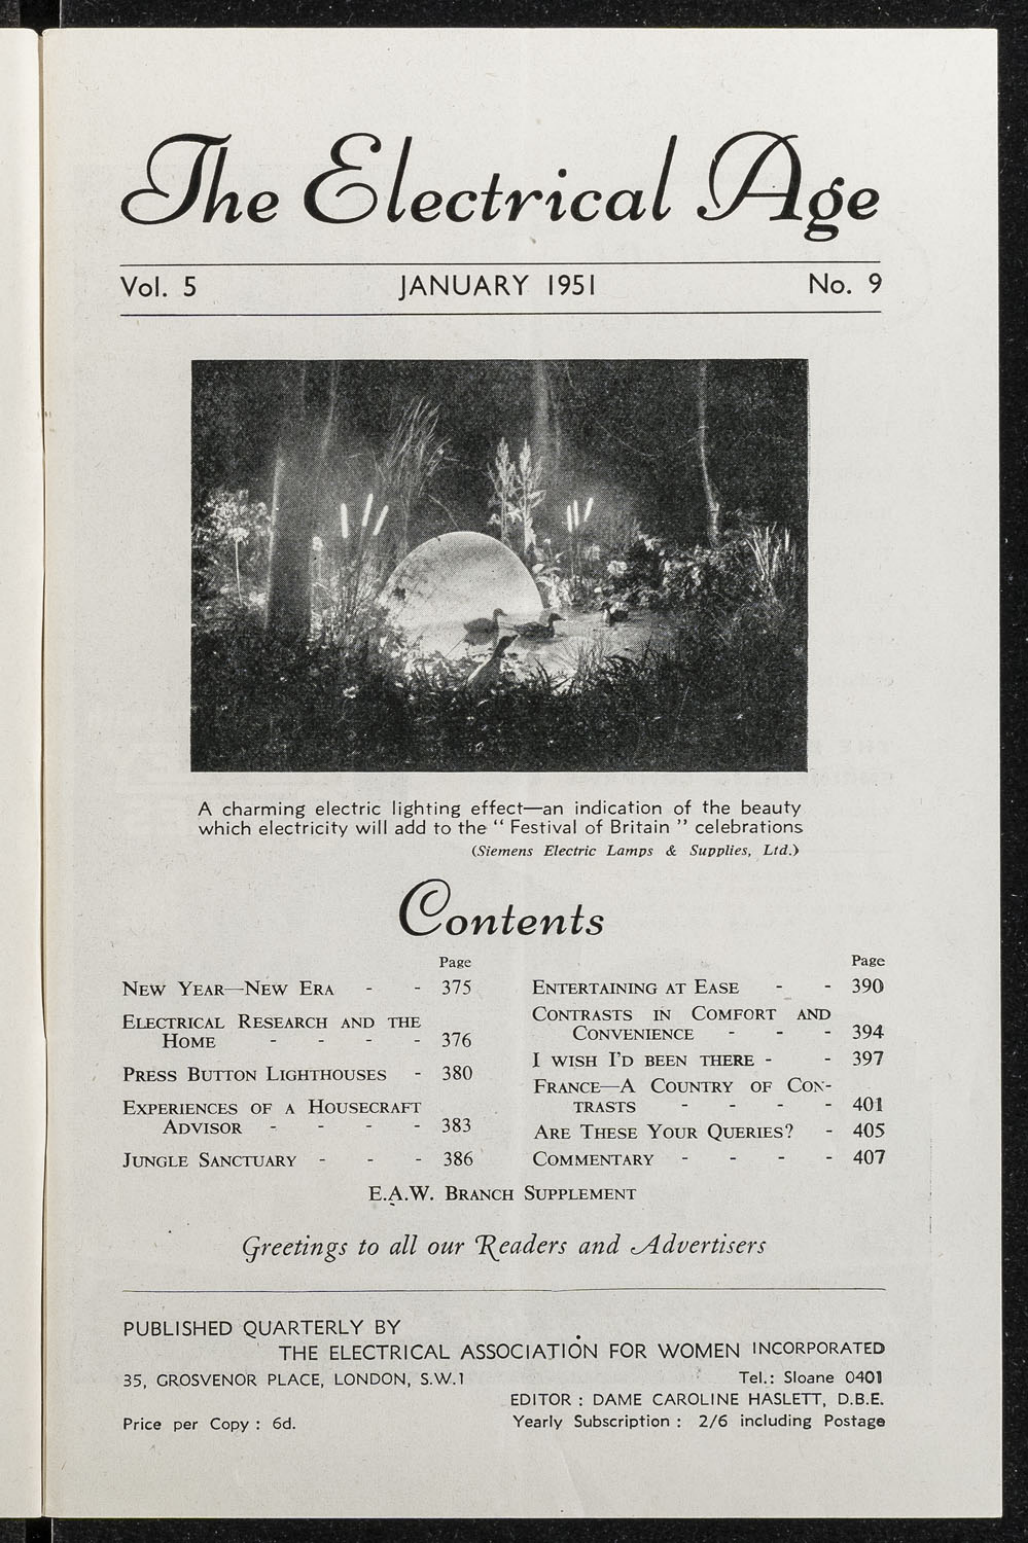 The Electrical Age
Vol. 5 JANUARY 1951 No. 9
A charming electric lighting effect—an indication of the beauty
which electricity will add to the “ Festival of Britain ” celebrations
(Siemens Electric Lamps & Supplies, Ltd.)
Contents
Page
NEW YEAR—NEW ERA - - 375
ELECTRICAL RESEARCH AND THE
HOME - - - - 376
PRESS BUTTON LIGHTHOUSES - 380
EXPERIENCES OF A HOUSECRAFT
ADVISOR - - - - 383
JUNGLE SANCTUARY - - - 386
Page
ENTERTAINING AT EASE - - 390
CONTRASTS IN COMFORT AND
CONVENIENCE - - - 394
I WISH I'D BEEN THERE - - 397
FRANCE—A COUNTRY OF CON-
TRASTS - - - - 401
ARE THESE YOUR QUERIES? - 405
COMMENTARY - - - - 407
E.A.W. BRANCH SUPPLEMENT
Greetings to all our Readers and Advertisers
PUBLISHED QUARTERLY BY
THE ELECTRICAL ASSOCIATION FOR WOMEN INCORPORATED
35, GROSVENOR PLACE, LONDON, S.W.1 Tel.: Sloane 0401
EDITOR : DAME CAROLINE HASLETT, D.B.E.
Price per Copy : 6d. Yearly Subscription : 2/6 including Postage